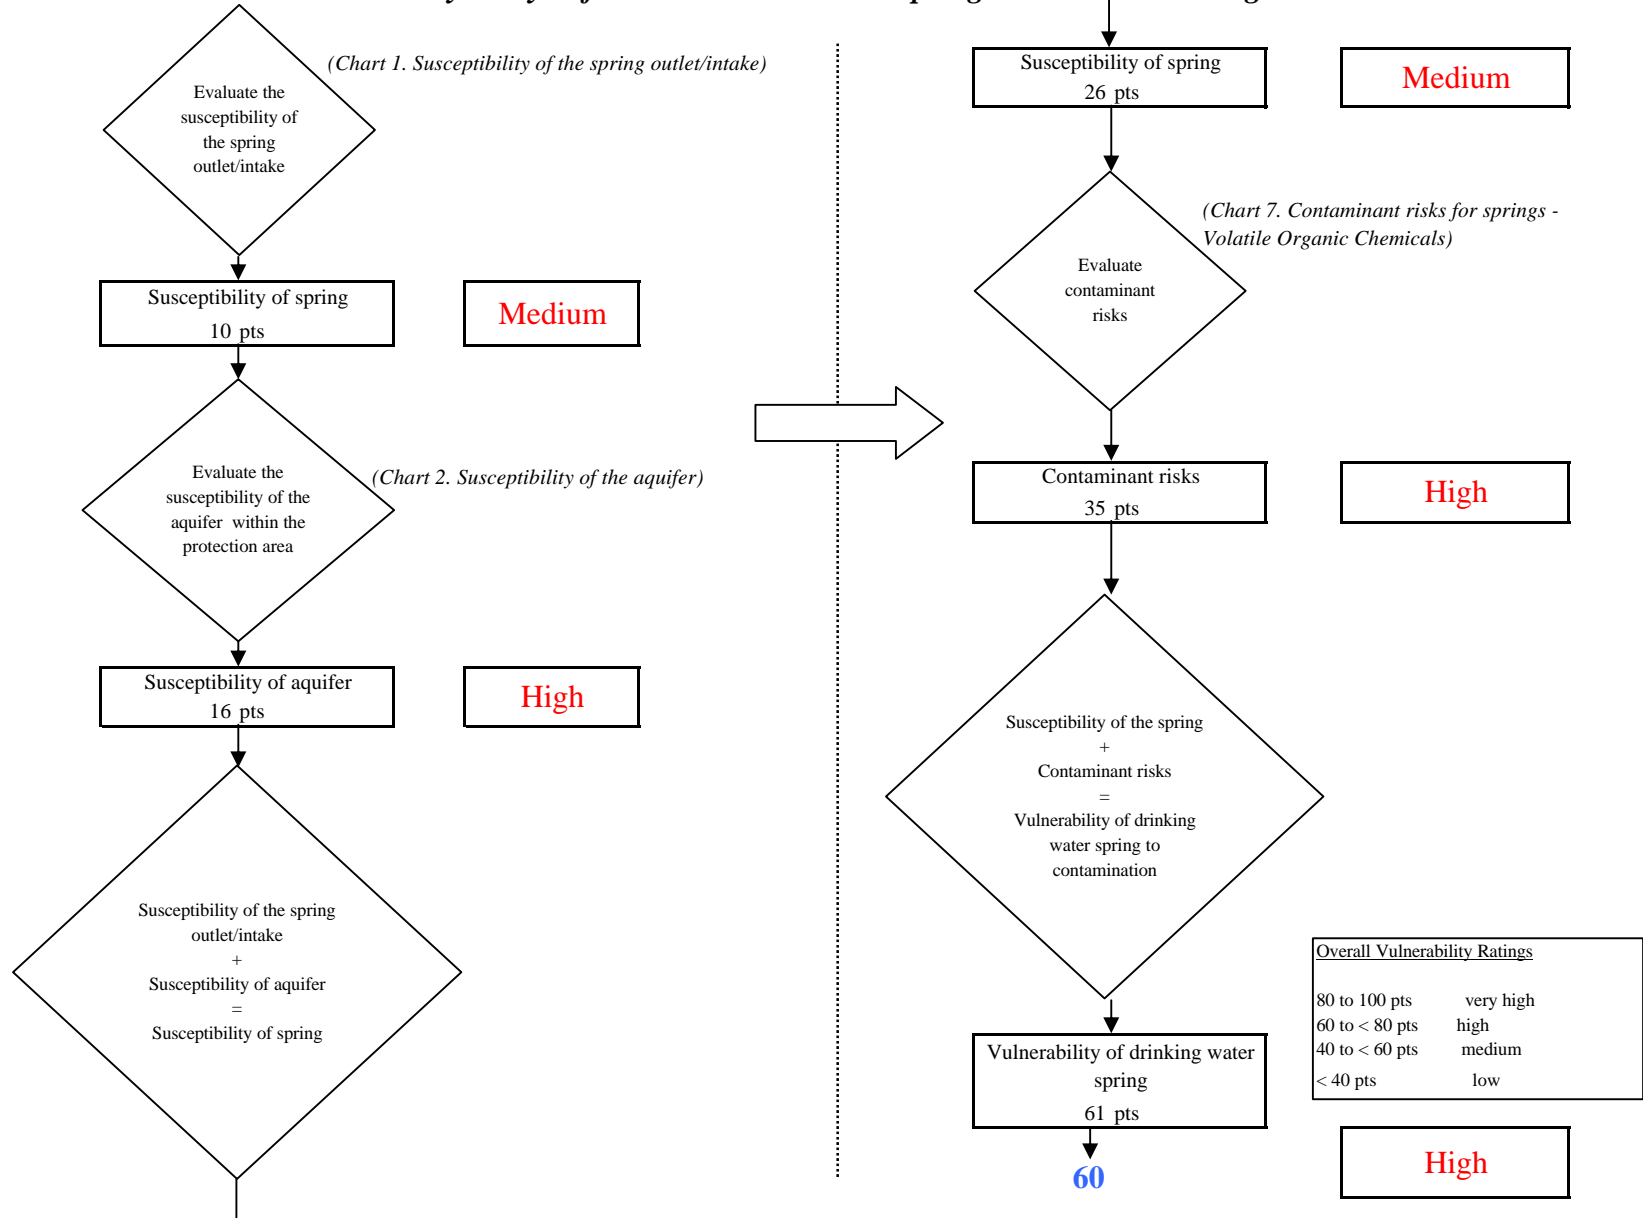 (Chart 1. Susceptibility of the spring outlet/intake)
Evaluate the
susceptibility of
the spring
outlet/intake
Susceptibility of spring
10 pts
Medium
Evaluate the
susceptibility of the
aquifer within the
protection area
(Chart 2. Susceptibility of the aquifer)
Susceptibility of aquifer
16 pts
High
Susceptibility of the spring
outlet/intake
+
Susceptibility of aquifer
=
Susceptibility of spring
Susceptibility of spring
26 pts
Medium
(Chart 7. Contaminant risks for springs -
Volatile Organic Chemicals)
Evaluate
contaminant
risks
Contaminant risks
35 pts
High
Susceptibility of the spring
+
Contaminant risks
=
Vulnerability of drinking
water spring to
contamination
Overall Vulnerability Ratings
80 to 100 pts very high
60 to < 80 pts high
40 to < 60 pts medium
< 40 pts low
Vulnerability of drinking water
spring
61 pts
60
High